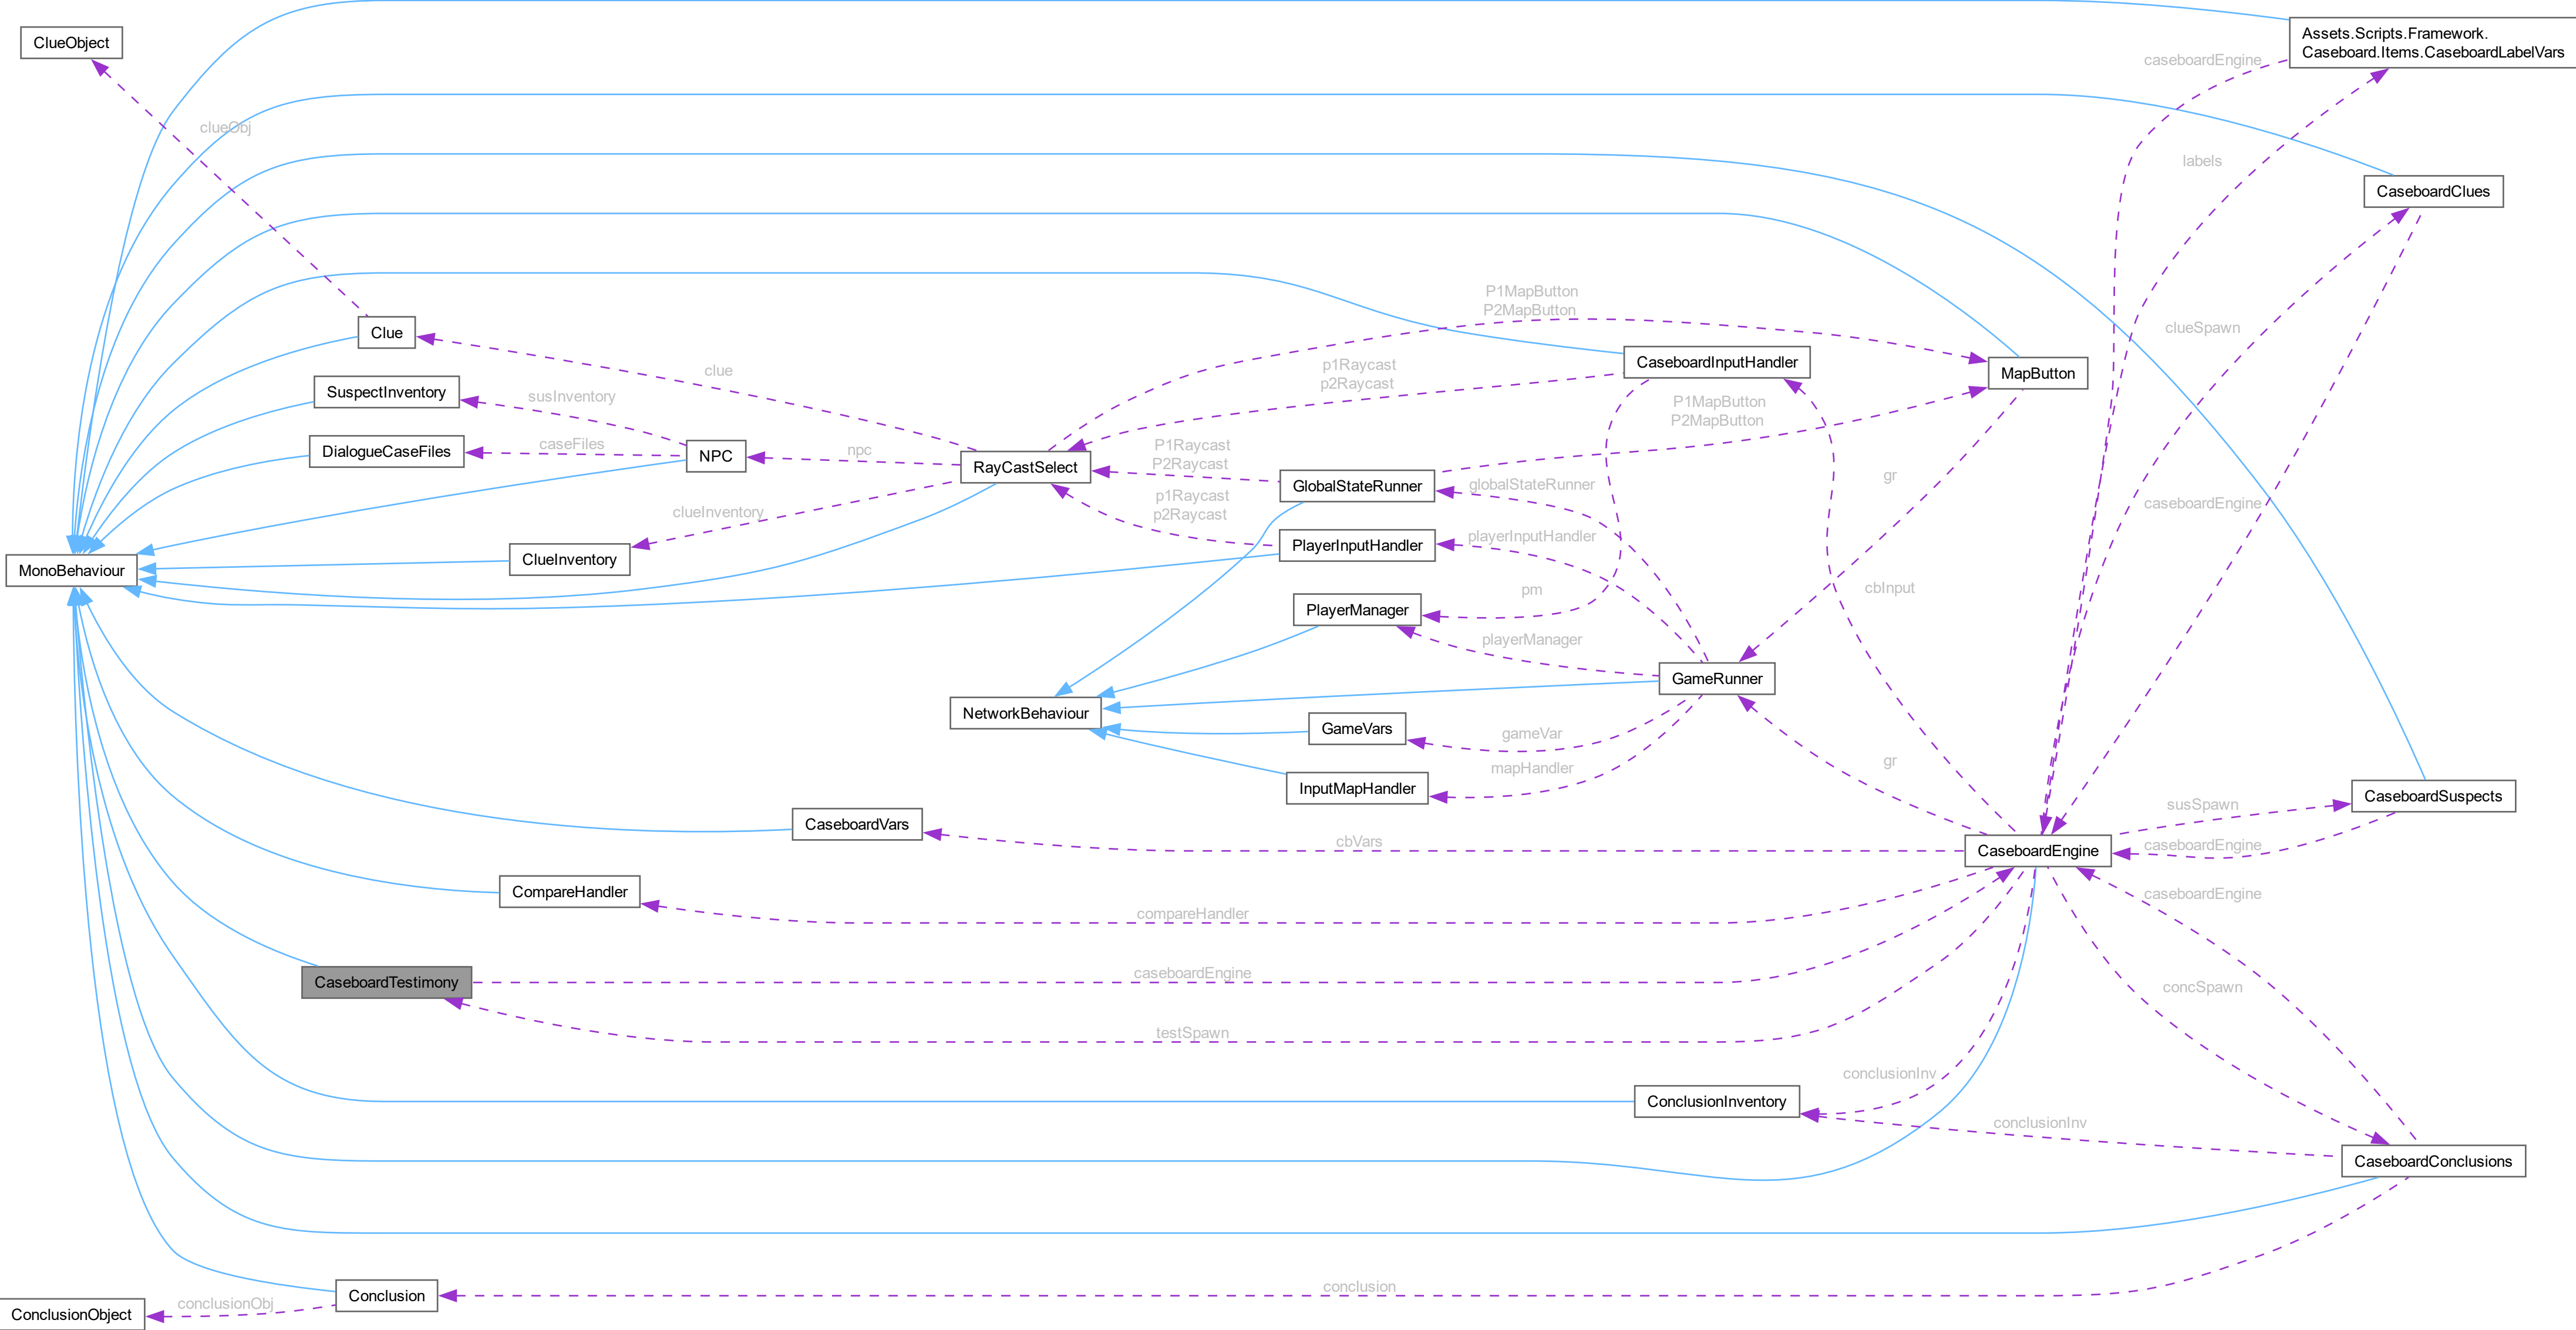 ClueObject
Assets.Scripts.Framework.
Caseboard.Items.CaseboardLabelVars
caseboardEngine
clueObj
labels
CaseboardClues
P1MapButton
P2MapButton
clueSpawn
Clue
clue
p1Raycast
p2Raycast
CaseboardInputHandler
MapButton
SuspectInventory
susInventory
P1MapButton
P2MapButton
DialogueCaseFiles
caseFiles
NPC
npc
RayCastSelect
P1Raycast
P2Raycast
GlobalStateRunner
globalStateRunner
gr
caseboardEngine
clueInventory
p1Raycast
p2Raycast
PlayerInputHandler
playerInputHandler
ClueInventory
MonoBehaviour
pm
cbInput
PlayerManager
playerManager
GameRunner
NetworkBehaviour
GameVars
gameVar
mapHandler
InputMapHandler
gr
CaseboardSuspects
susSpawn
CaseboardVars
cbVars
CaseboardEngine
caseboardEngine
CompareHandler
compareHandler
caseboardEngine
CaseboardTestimony
caseboardEngine
concSpawn
testSpawn
conclusionInv
ConclusionInventory
conclusionInv
CaseboardConclusions
Conclusion
conclusion
conclusionObj
ConclusionObject